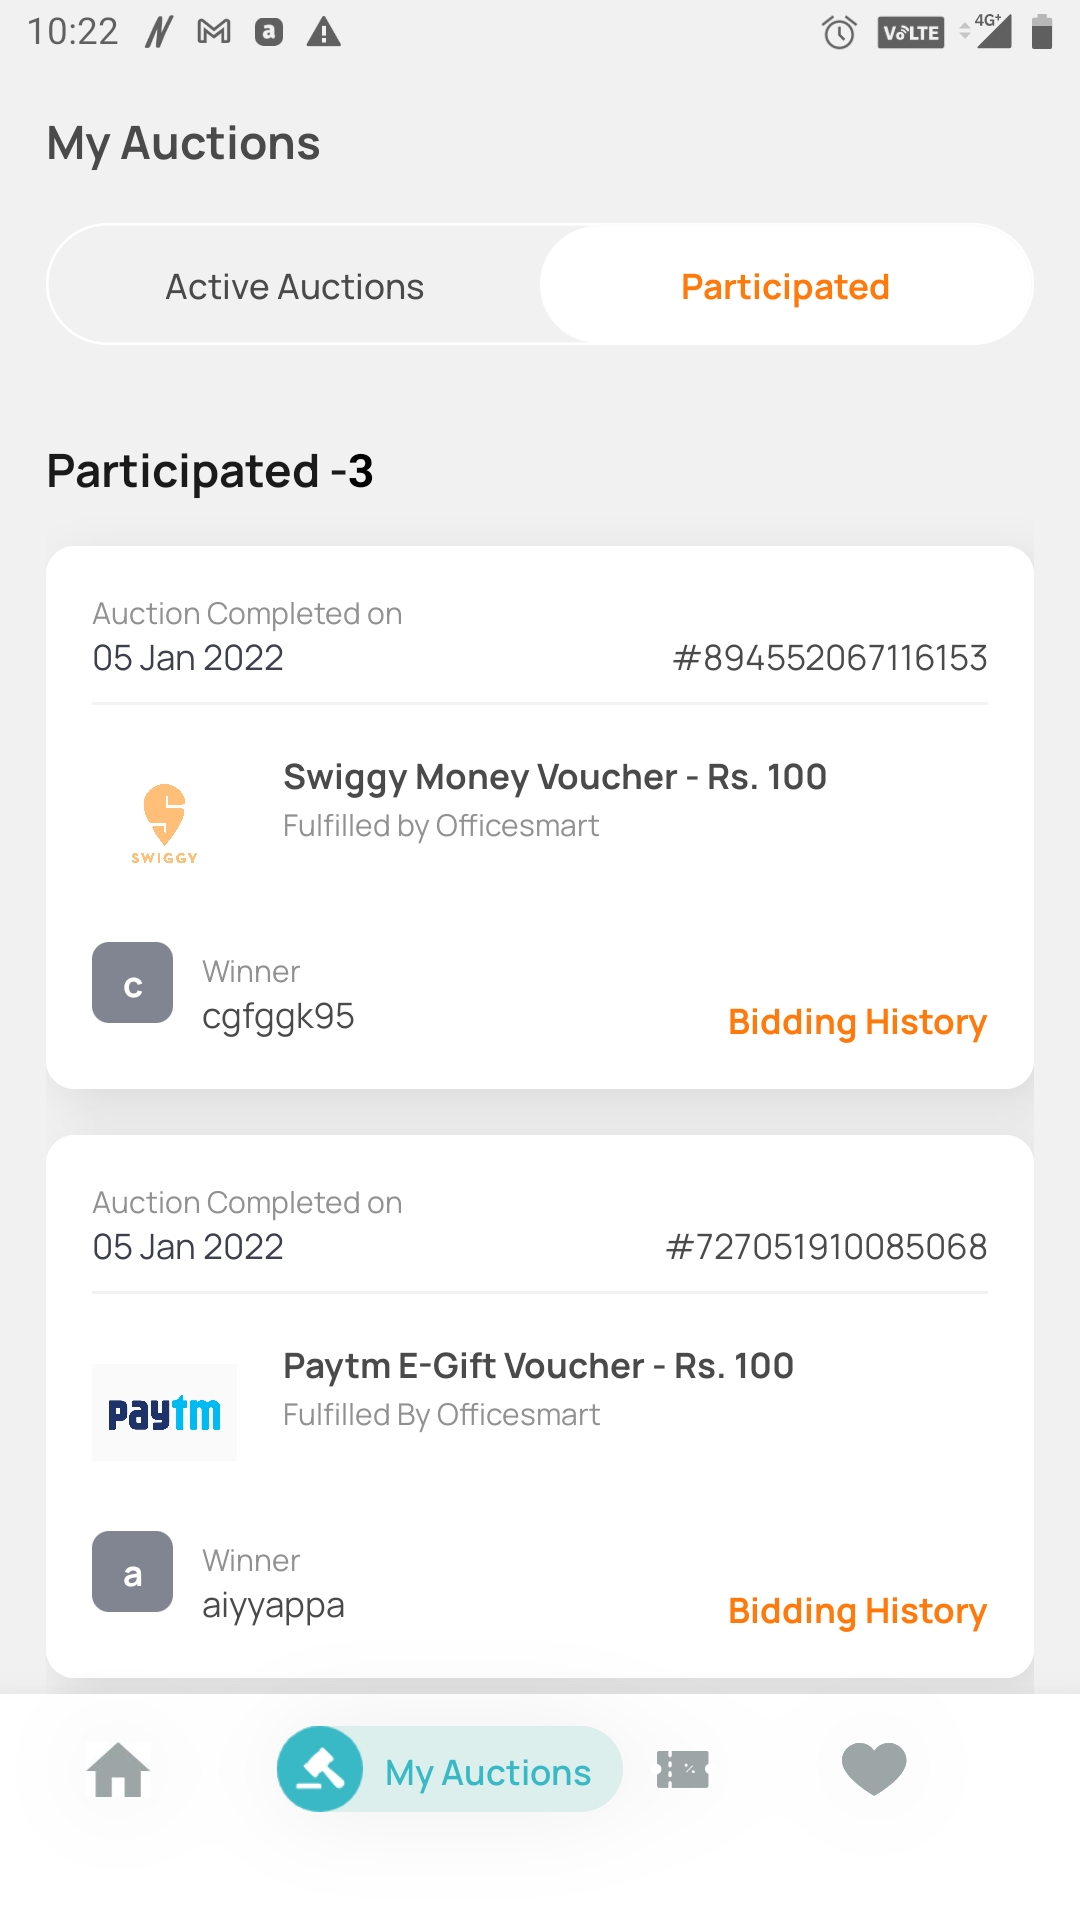 10:22
a
VoLTE
4G+
My Auctions
Active Auctions
Participated
Participated -3
Auction Completed on
05 Jan 2022
#894552067116153
Swiggy Money Voucher - Rs. 100
Fulfilled by Officesmart
SWIGGY
c
Winner
cgfggk95
Bidding History
Auction Completed on
05 Jan 2022
#727051910085068
Paytm E-Gift Voucher - Rs. 100
Fulfilled By Officesmart
paytm
a
Winner
aiyyappa
Bidding History
My Auctions